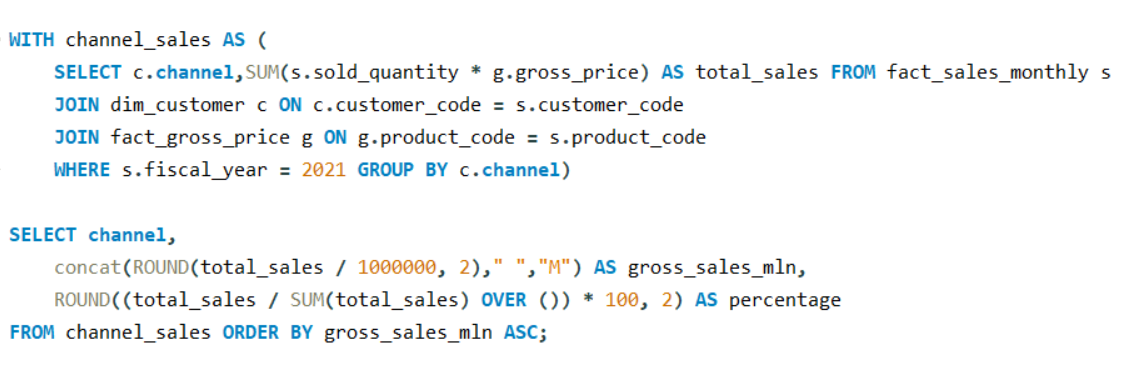 WITH channel_sales AS (
    SELECT c.channel,SUM(s.sold_quantity * g.gross_price) AS total_sales FROM fact_sales_monthly s
    JOIN dim_customer c ON c.customer_code = s.customer_code
    JOIN fact_gross_price g ON g.product_code = s.product_code
    WHERE s.fiscal_year = 2021 GROUP BY c.channel)

SELECT channel,
    concat(ROUND(total_sales / 1000000, 2)," ","M") AS gross_sales_mln,
    ROUND((total_sales / SUM(total_sales) OVER ()) * 100, 2) AS percentage
FROM channel_sales ORDER BY gross_sales_mln ASC;